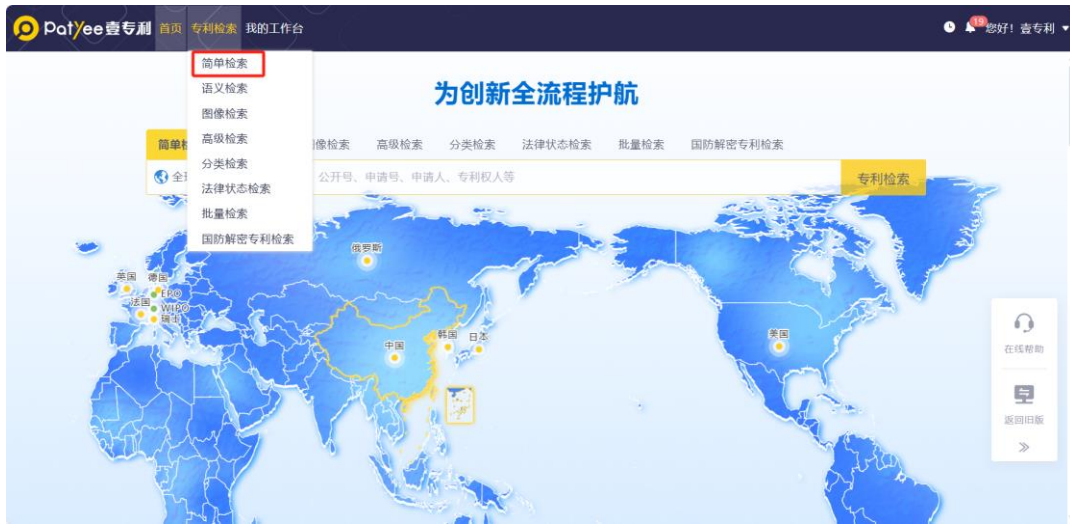 Patyee壹专利 首页 专利检索 我的工作台 19 您好！壹专利
简单检索
语义检索
图像检索
高级检索
分类检索
法律状态检索
批量检索
国防解密专利检索
为创新全流程护航
简单 像检索 高级检索 分类检索 法律状态检索 批量检索 国防解密专利检索
全 公开号、申请号、申请人、专利权人等 专利检索
俄罗斯
英国 德国
EPO
法国 WIPO
瑞士
中国
韩国 日本
美国
在线帮助
返回旧版